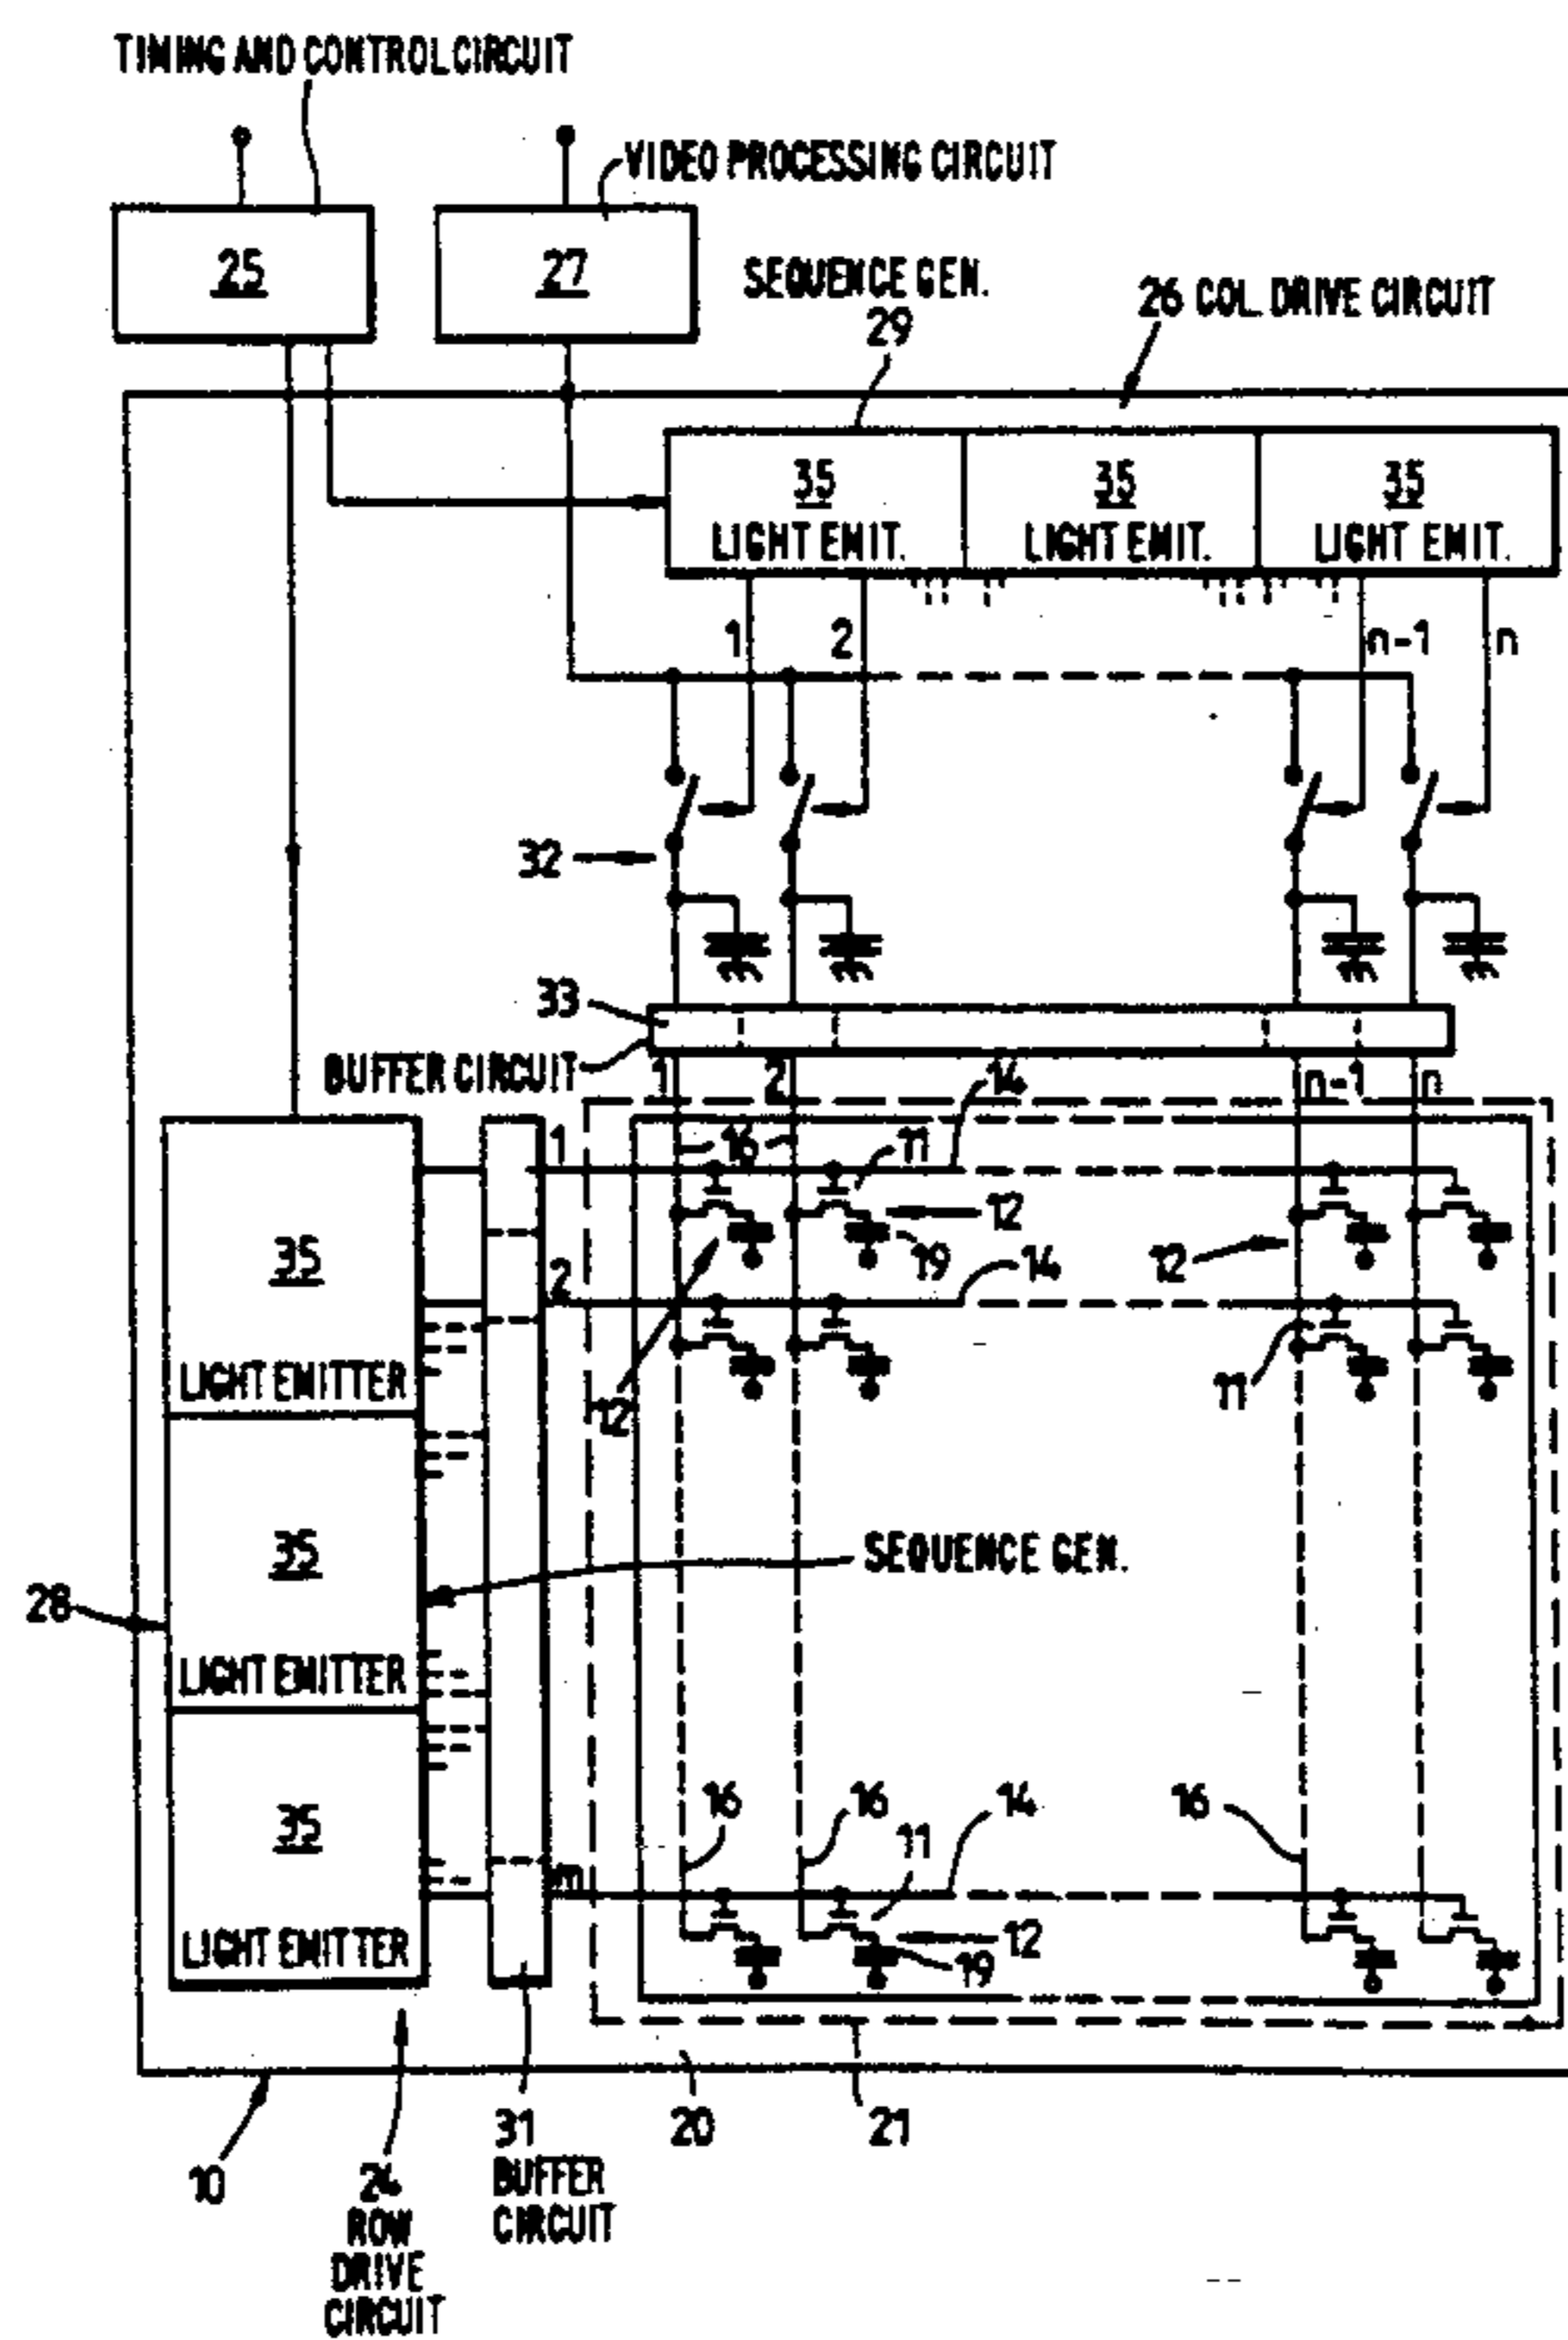 TIMING AND CONTROL CIRCUIT
VIDEO PROCESSING CIRCUIT
25
27
SEQUENCE GEN.
29
26 COL. DRIVE CIRCUIT
35
35
35
LIGHT EMIT.
LIGHT EMIT.
LIGHT EMIT.
1
2
n-1
n
32
33
BUFFER CIRCUIT
1
2
n-1
n
14
16
11
1
12
19
12
35
2
14
LIGHT EMITTER
12
11
35
SEQUENCE GEN.
28
LIGHT EMITTER
35
16
16
14
16
11
m
LIGHT EMITTER
12
19
10
24
ROW
DRIVE
CIRCUIT
31
BUFFER
CIRCUIT
20
21